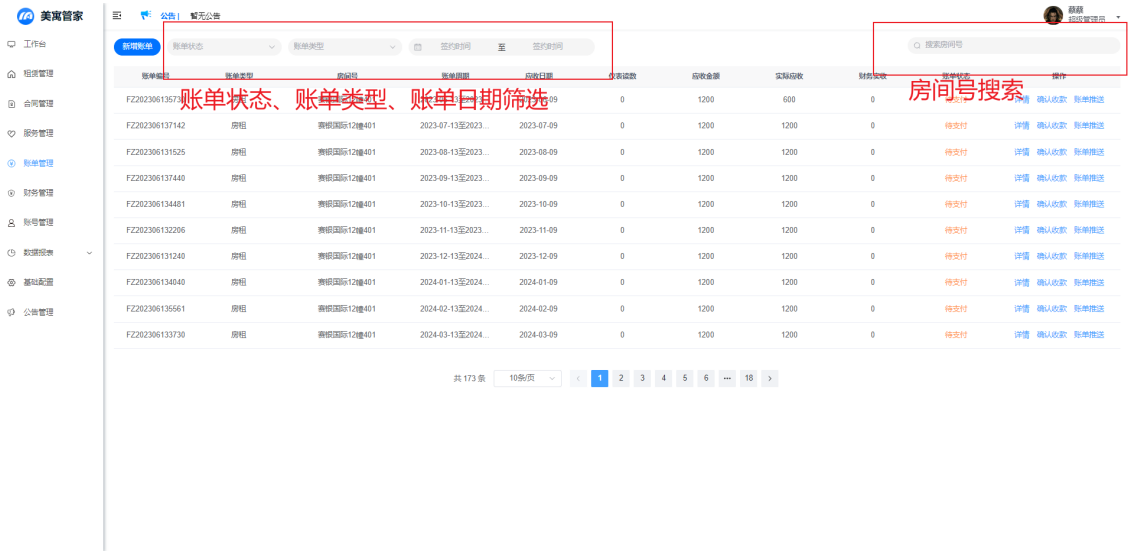 美寓管家
公告 | 暂无公告
蔡蔡
超级管理员
工作台
租赁管理
合同管理
服务管理
账单管理
财务管理
账号管理
数据报表
基础配置
公告管理
新增账单 账单状态 账单类型 签约时间 至 签约时间 搜索房间号
账单编号 账单类型 房间号 账单周期 应收日期 仪表读数 应收金额 实际应收 财务实收 账单状态 操作
账单状态、账单类型、账单日期筛选
房间号搜索
FZ20230613573 0 1200 600 0 详情 确认收款 账单推送
FZ202306137142 房租 赛银国际12幢401 2023-07-13至2023... 2023-07-09 0 1200 1200 0 待支付 详情 确认收款 账单推送
FZ202306131525 房租 赛银国际12幢401 2023-08-13至2023... 2023-08-09 0 1200 1200 0 待支付 详情 确认收款 账单推送
FZ202306137440 房租 赛银国际12幢401 2023-09-13至2023... 2023-09-09 0 1200 1200 0 待支付 详情 确认收款 账单推送
FZ202306134481 房租 赛银国际12幢401 2023-10-13至2023... 2023-10-09 0 1200 1200 0 待支付 详情 确认收款 账单推送
FZ202306132206 房租 赛银国际12幢401 2023-11-13至2023... 2023-11-09 0 1200 1200 0 待支付 详情 确认收款 账单推送
FZ202306131240 房租 赛银国际12幢401 2023-12-13至2024... 2023-12-09 0 1200 1200 0 待支付 详情 确认收款 账单推送
FZ202306134040 房租 赛银国际12幢401 2024-01-13至2024... 2024-01-09 0 1200 1200 0 待支付 详情 确认收款 账单推送
FZ202306135561 房租 赛银国际12幢401 2024-02-13至2024... 2024-02-09 0 1200 1200 0 待支付 详情 确认收款 账单推送
FZ202306133730 房租 赛银国际12幢401 2024-03-13至2024... 2024-03-09 0 1200 1200 0 待支付 详情 确认收款 账单推送
共 173 条 10条/页 < 1 2 3 4 5 6 ... 18 >